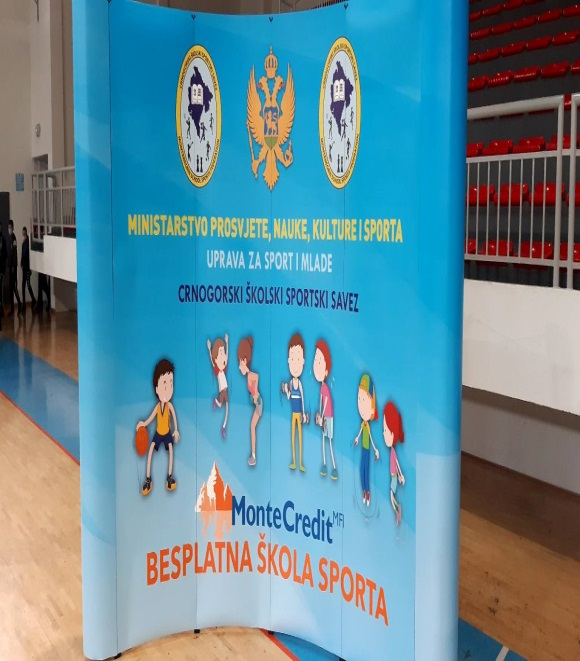 MINISTARSTVO PROSVJETE, NAUKE, KULTURE I SPORTA
UPRAVA ZA SPORT I MLADE
CRNOGORSKI ŠKOLSKI SPORTSKI SAVEZ
MonteCredit MFI
BESPLATNA ŠKOLA SPORTA